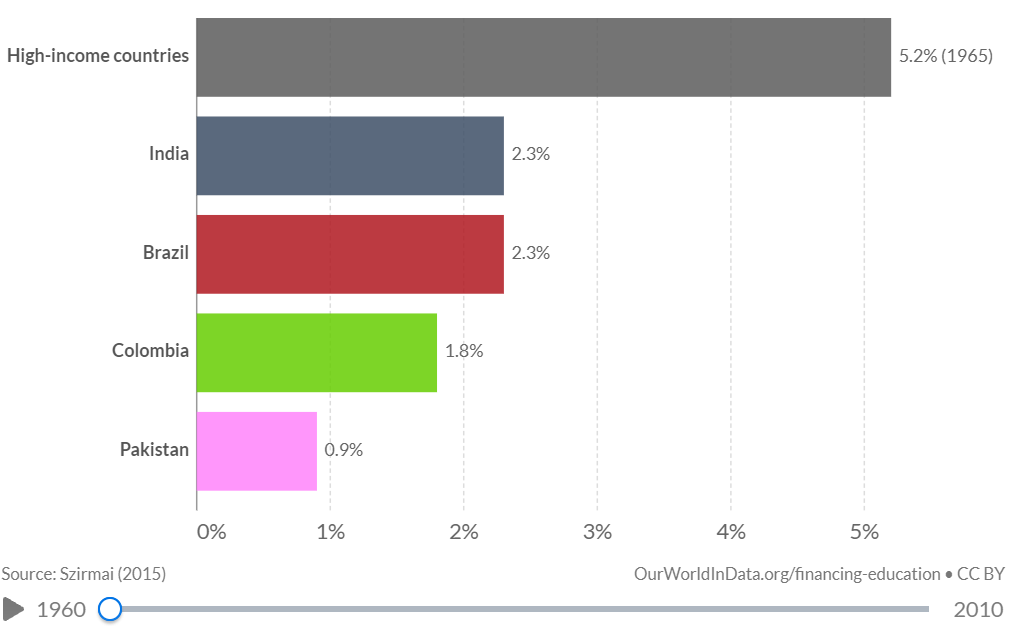 High-income countries 5.2% (1965)
India 2.3%
Brazil 2.3%
Colombia 1.8%
Pakistan 0.9%
0% 1% 2% 3% 4% 5%
Source: Szirmai (2015) OurWorldInData.org/financing-education • CC BY
1960 2010